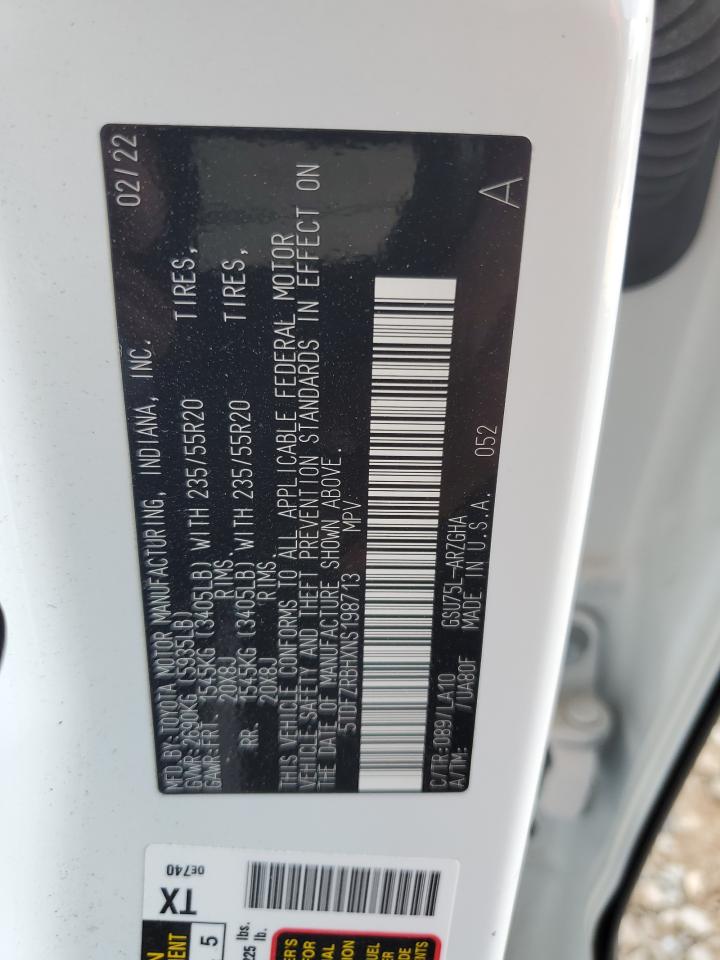 MFD.BY:TOYOTA MOTOR MANUFACTURING, INDIANA, INC. 02/22
GVWR:2690KG (5935LB)
GAWR:FRT. 1545KG (3405LB) WITH 235/55R20 TIRES,
20X8J RIMS.
RR. 1545KG (3405LB) WITH 235/55R20 TIRES,
20X8J RIMS.
THIS VEHICLE CONFORMS TO ALL APPLICABLE FEDERAL MOTOR
VEHICLE SAFETY AND THEFT PREVENTION STANDARDS IN EFFECT ON
THE DATE OF MANUFACTURE SHOWN ABOVE.
5TDFZRBHXNS198713 MPV
C/TR:089/LA10 GSU75L-ARZGHA
A/TM: /UA80F MADE IN U.S.A. 052 A
0E740
TX
5
lbs.
225 lb.